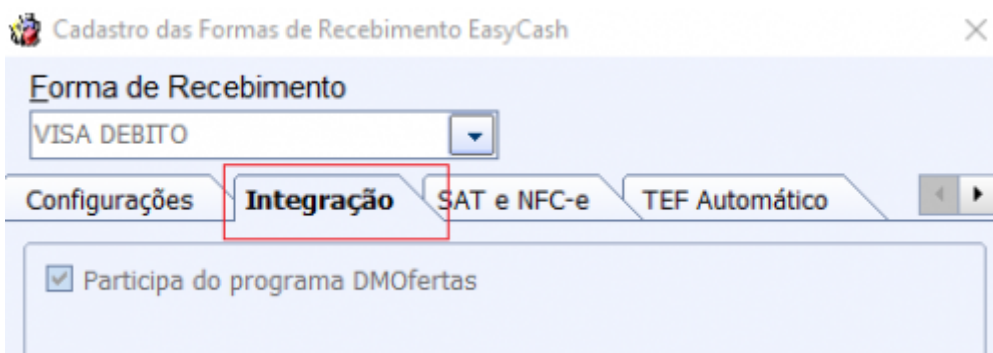 Cadastro das Formas de Recebimento EasyCash
Forma de Recebimento
VISA DEBITO
Configurações Integração SAT e NFC-e TEF Automático
Participa do programa DMOfertas